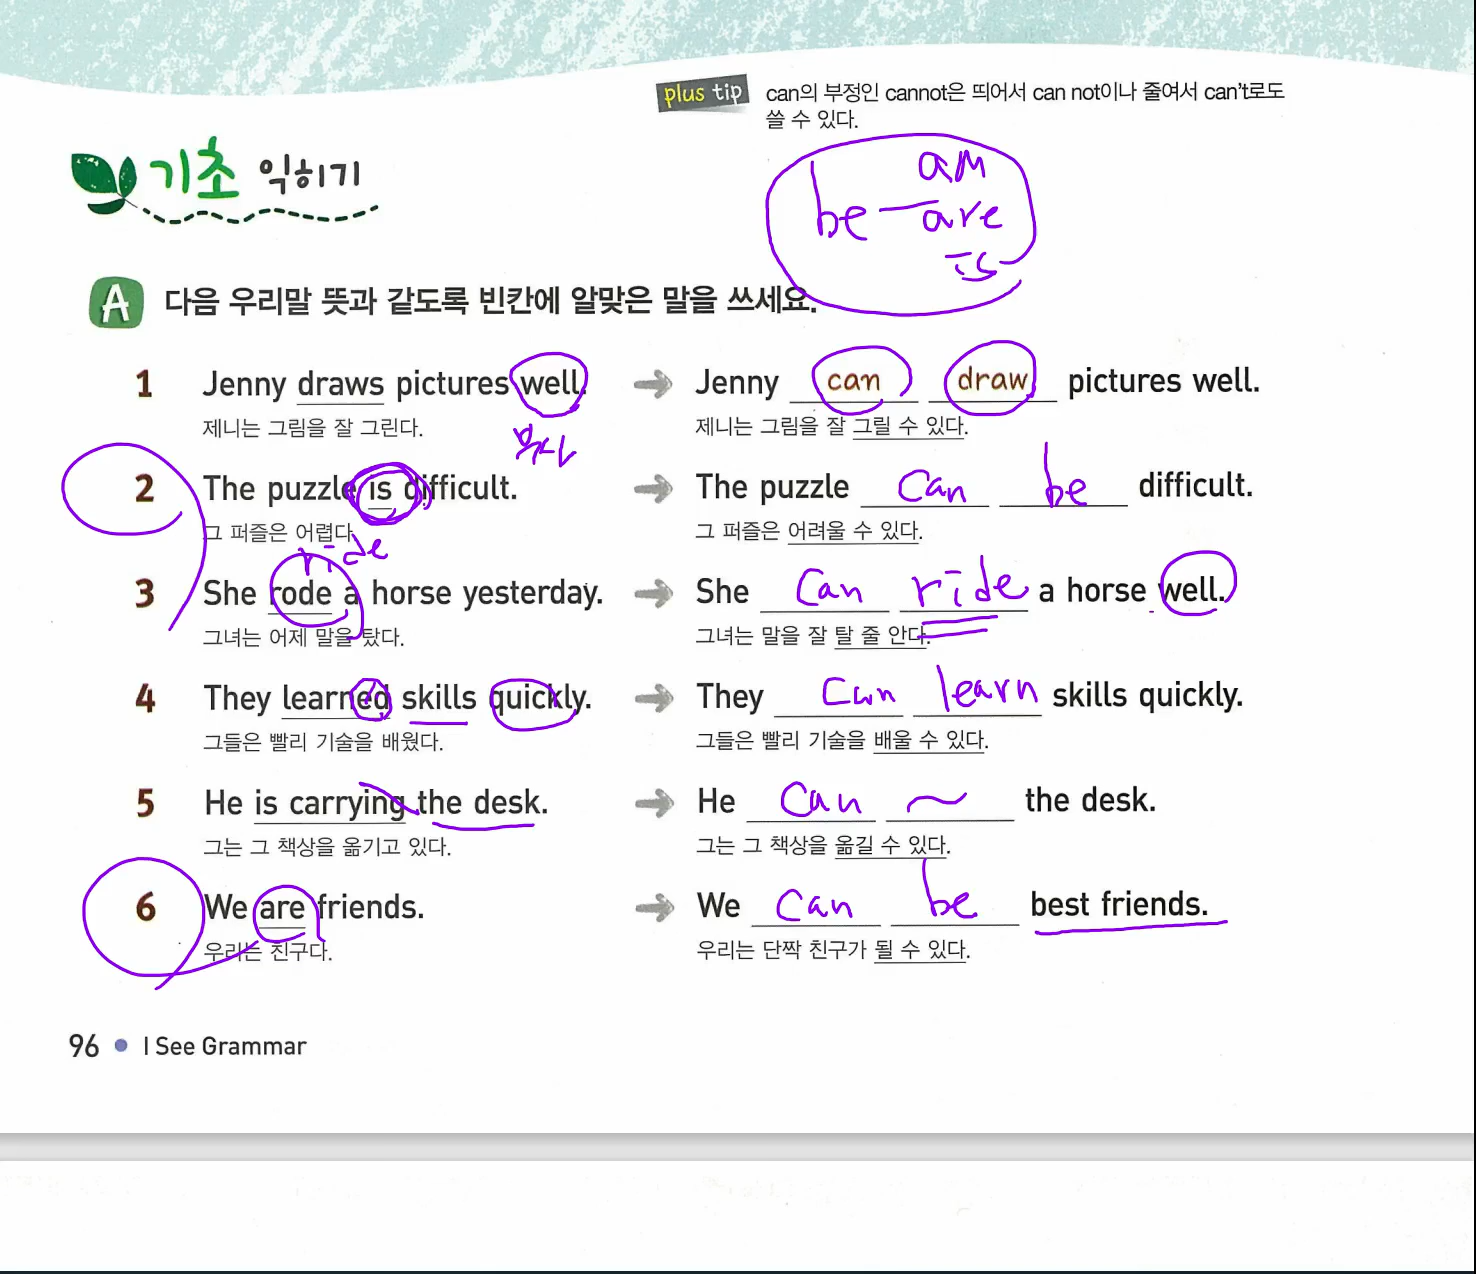 plus tip can의 부정인 cannot은 띄어서 can not이나 줄여서 can't로도
쓸 수 있다.
기초 익히기
am
be — are
is
A 다음 우리말 뜻과 같도록 빈칸에 알맞은 말을 쓰세요.
1 Jenny draws pictures well. → Jenny can draw pictures well.
제니는 그림을 잘 그린다. 제니는 그림을 잘 그릴 수 있다.
부사
2 The puzzle is difficult. → The puzzle can be difficult.
그 퍼즐은 어렵다. 그 퍼즐은 어려울 수 있다.
ride
3 She rode a horse yesterday. → She can ride a horse well.
그녀는 어제 말을 탔다. 그녀는 말을 잘 탈 줄 안다.
4 They learned skills quickly. → They can learn skills quickly.
그들은 빨리 기술을 배웠다. 그들은 빨리 기술을 배울 수 있다.
5 He is carrying the desk. → He can ~ the desk.
그는 그 책상을 옮기고 있다. 그는 그 책상을 옮길 수 있다.
6 We are friends. → We can be best friends.
우리는 친구다. 우리는 단짝 친구가 될 수 있다.
96 • I See Grammar